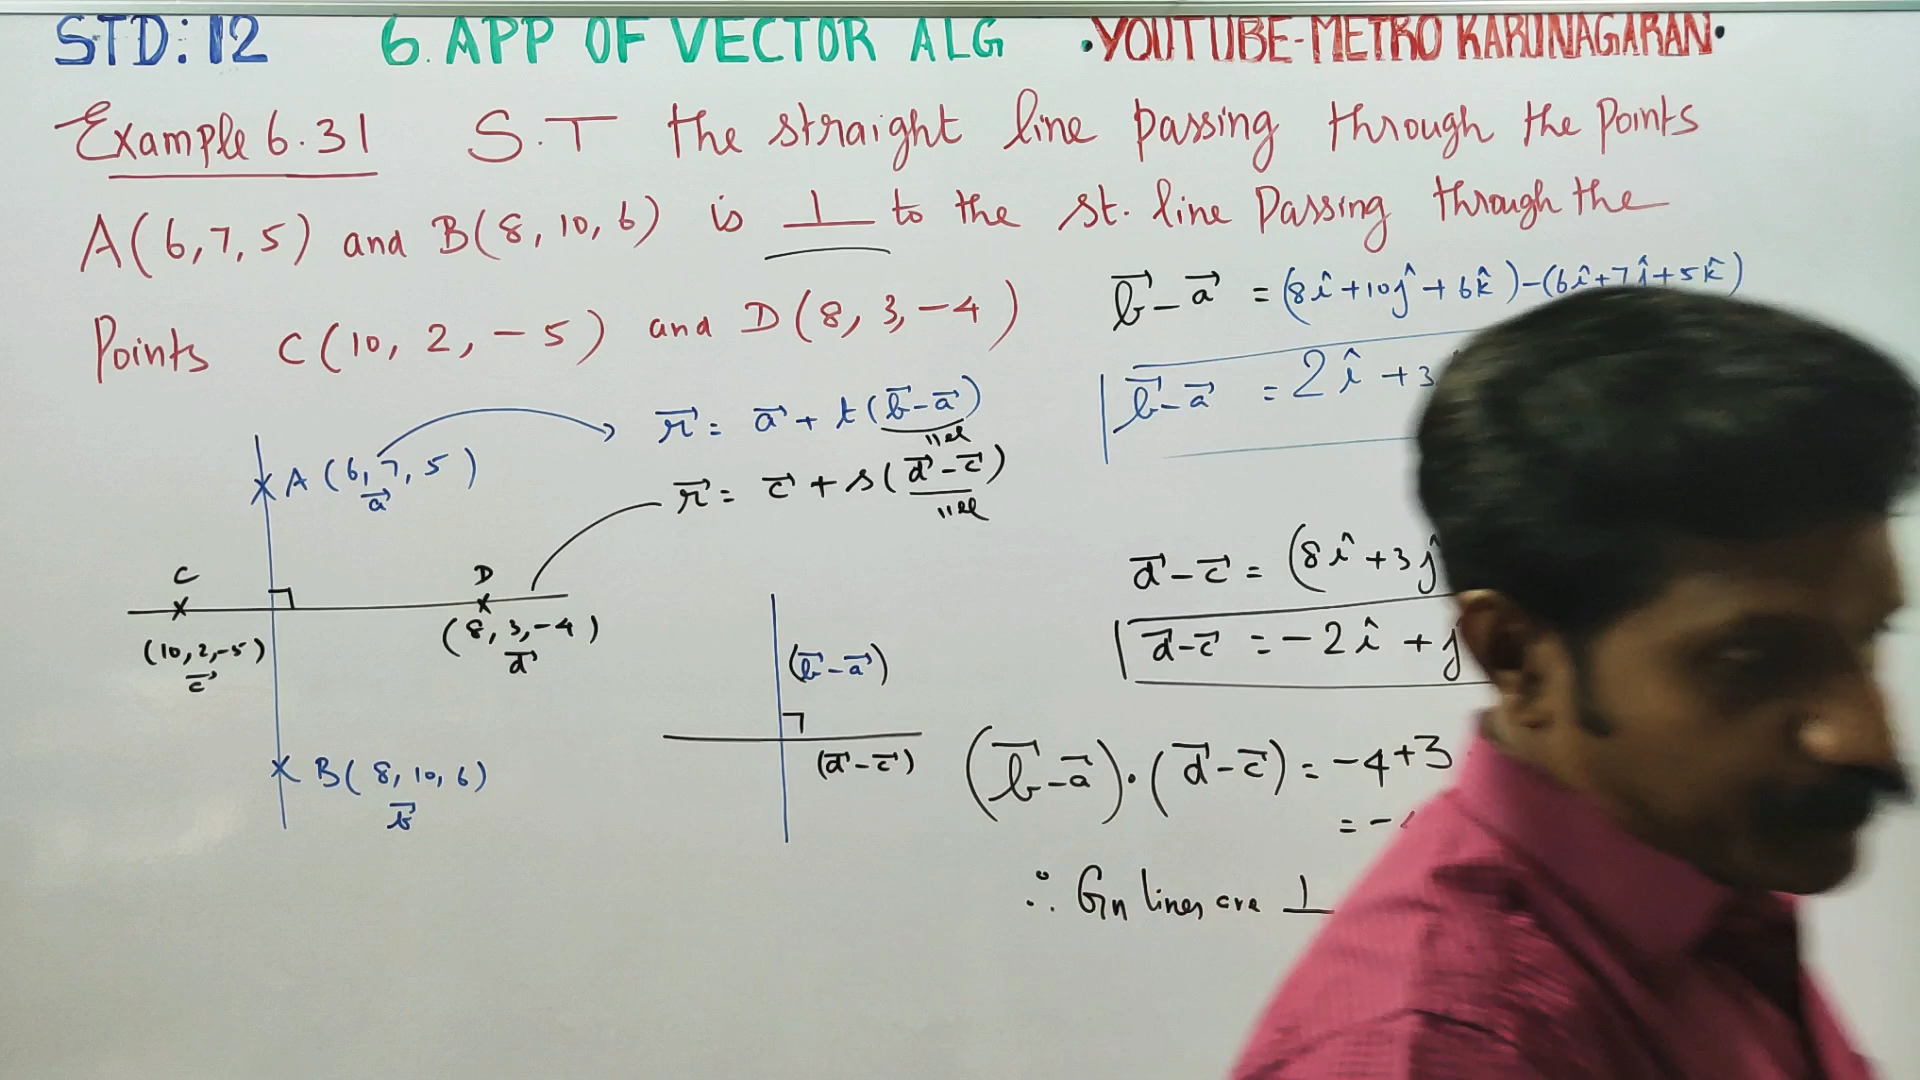 STD: 12 6. APP OF VECTOR ALG •YOUTUBE-METRO KARUNAGARAN•
Example 6.31 S.T the straight line passing through the Points
A(6,7,5) and B(8,10,6) is ⊥ to the st. line Passing through the
Points C(10, 2, -5) and D(8, 3, -4)
A (6, 7, 5)
a⃗
C
D
(10,2,-5)
c⃗
(8, 3, -4)
d⃗
B(8, 10, 6)
b⃗
r⃗ = a⃗ + t(b⃗-a⃗)
||el
r⃗ = c⃗ + s(d⃗-c⃗)
||el
(b⃗-a⃗)
(d⃗-c⃗)
b⃗-a⃗ = (8î+10ĵ+6k̂)-(6î+7ĵ+5k̂)
b⃗-a⃗ = 2î+3
d⃗-c⃗ = (8î+3ĵ
d⃗-c⃗ = -2î+ĵ
(b⃗-a⃗)·(d⃗-c⃗) = -4+3
= -
∴ Gn lines are ⊥